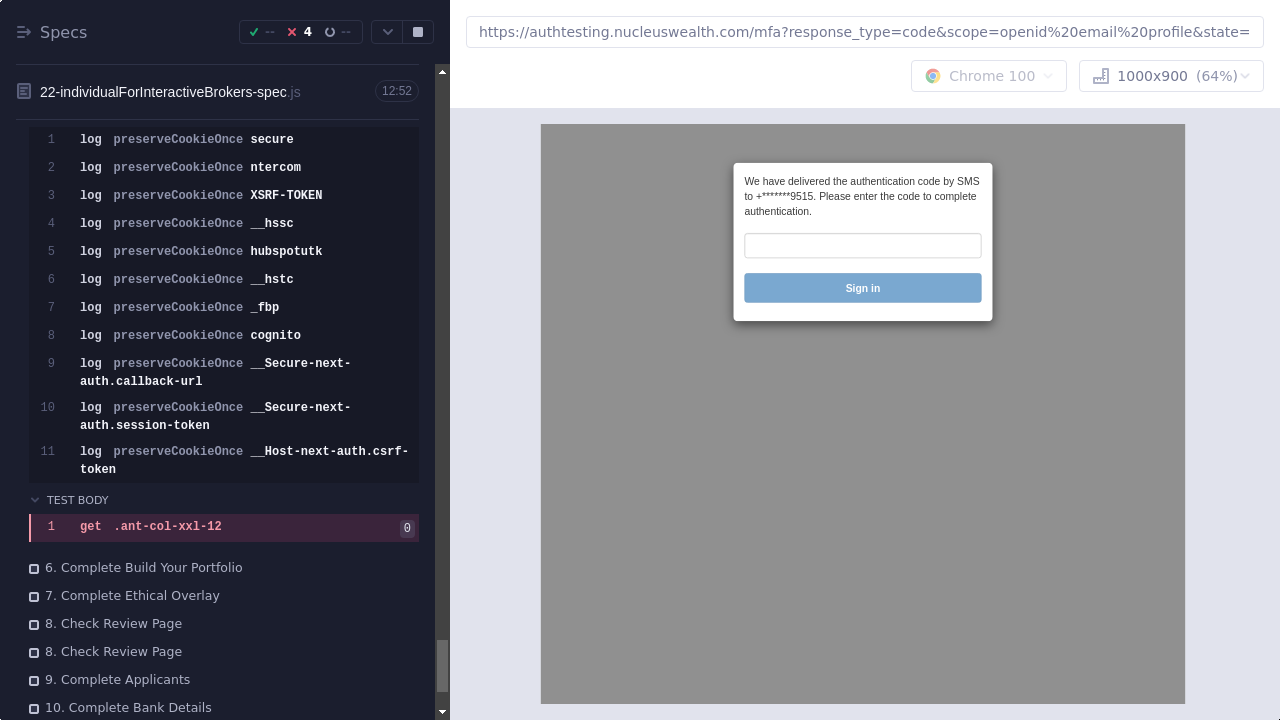 Specs
-- 4 --
22-individualForInteractiveBrokers-spec.js 12:52
1 log preserveCookieOnce secure
2 log preserveCookieOnce ntercom
3 log preserveCookieOnce XSRF-TOKEN
4 log preserveCookieOnce __hssc
5 log preserveCookieOnce hubspotutk
6 log preserveCookieOnce __hstc
7 log preserveCookieOnce _fbp
8 log preserveCookieOnce cognito
9 log preserveCookieOnce __Secure-next-
auth.callback-url
10 log preserveCookieOnce __Secure-next-
auth.session-token
11 log preserveCookieOnce __Host-next-auth.csrf-
token
TEST BODY
1 get .ant-col-xxl-12 0
6. Complete Build Your Portfolio
7. Complete Ethical Overlay
8. Check Review Page
8. Check Review Page
9. Complete Applicants
10. Complete Bank Details
https://authtesting.nucleuswealth.com/mfa?response_type=code&scope=openid%20email%20profile&state=
Chrome 100
1000x900 (64%)
We have delivered the authentication code by SMS
to +*******9515. Please enter the code to complete
authentication.
Sign in